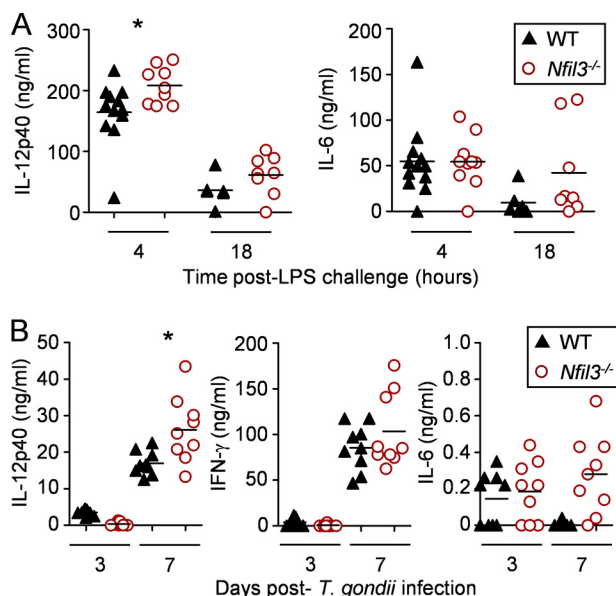 A
*
IL-12p40 (ng/ml)
300
200
100
0
4
18
IL-6 (ng/ml)
200
150
100
50
0
4
18
WT
Nfil3-/-
Time post-LPS challenge (hours)
B
*
IL-12p40 (ng/ml)
50
40
30
20
10
0
3
7
IFN-γ (ng/ml)
200
150
100
50
0
3
7
IL-6 (ng/ml)
1.0
0.8
0.6
0.4
0.2
0.0
3
7
WT
Nfil3-/-
Days post- T. gondii infection